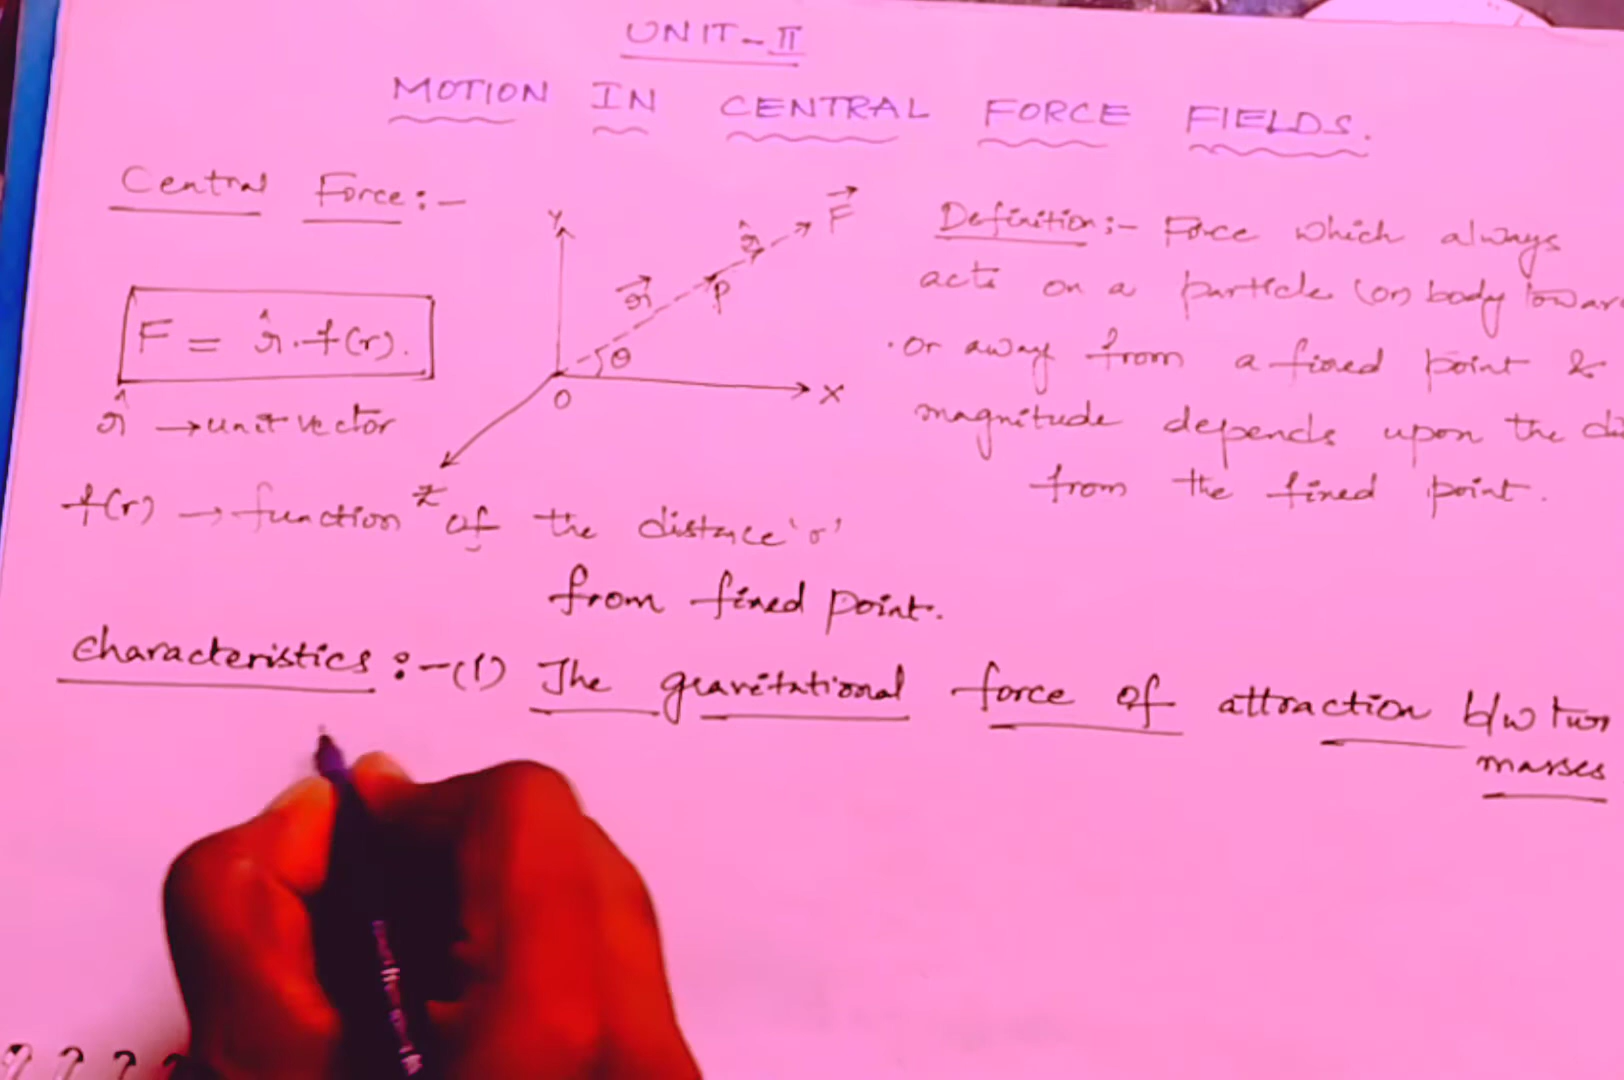 UNIT-II
MOTION IN CENTRAL FORCE FIELDS.
Central Force:-
F = r̂.f(r).
r̂ → unit vector
f(r) → function of the distance 'r'
from fixed point.
Y
r⃗
θ
O
X
Z
P
r̂
F⃗
Definition:- Force which always
acts on a particle (or) body
or away from a fixed point &
magnitude depends upon the
from the fixed point.
Characteristics:-(1) The gravitational force of attraction b/w two
masses